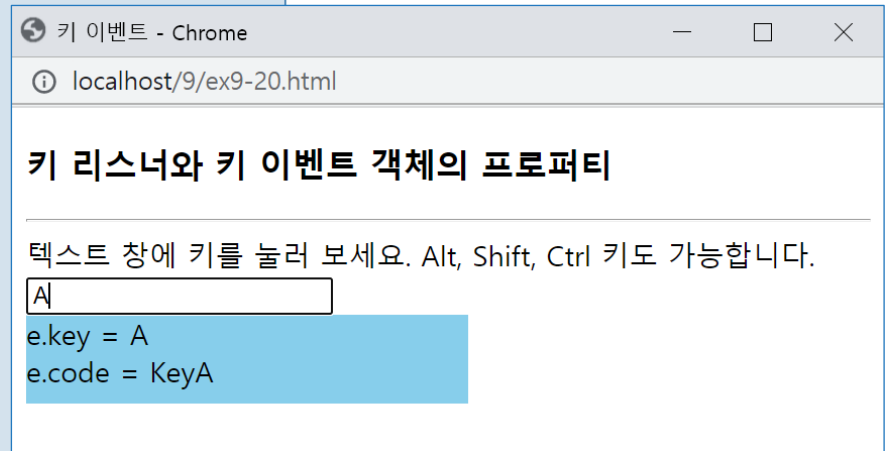 키 이벤트 - Chrome
localhost/9/ex9-20.html
키 리스너와 키 이벤트 객체의 프로퍼티
텍스트 창에 키를 눌러 보세요. Alt, Shift, Ctrl 키도 가능합니다.
A
e.key = A
e.code = KeyA